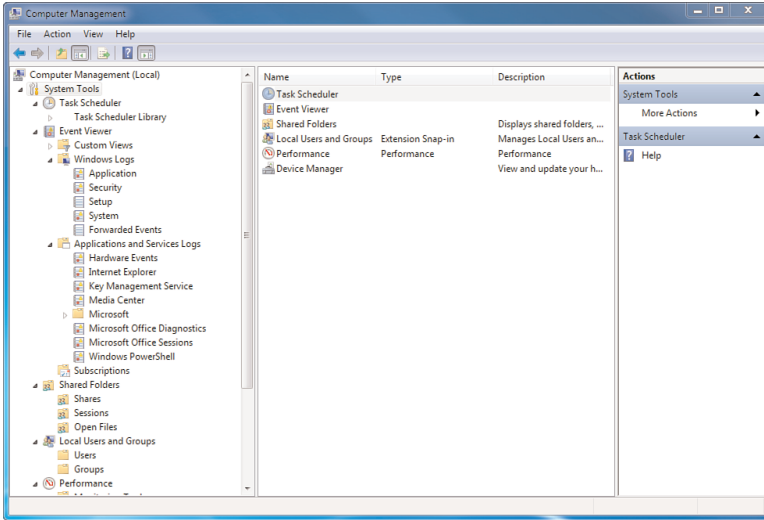 Computer Management
File Action View Help
Computer Management (Local)
System Tools
Task Scheduler
Task Scheduler Library
Event Viewer
Custom Views
Windows Logs
Application
Security
Setup
System
Forwarded Events
Applications and Services Logs
Hardware Events
Internet Explorer
Key Management Service
Media Center
Microsoft
Microsoft Office Diagnostics
Microsoft Office Sessions
Windows PowerShell
Subscriptions
Shared Folders
Shares
Sessions
Open Files
Local Users and Groups
Users
Groups
Performance
Name Type Description
Task Scheduler
Event Viewer
Shared Folders Displays shared folders, ...
Local Users and Groups Extension Snap-in Manages Local Users an...
Performance Performance Performance
Device Manager View and update your h...
Actions
System Tools
More Actions
Task Scheduler
Help